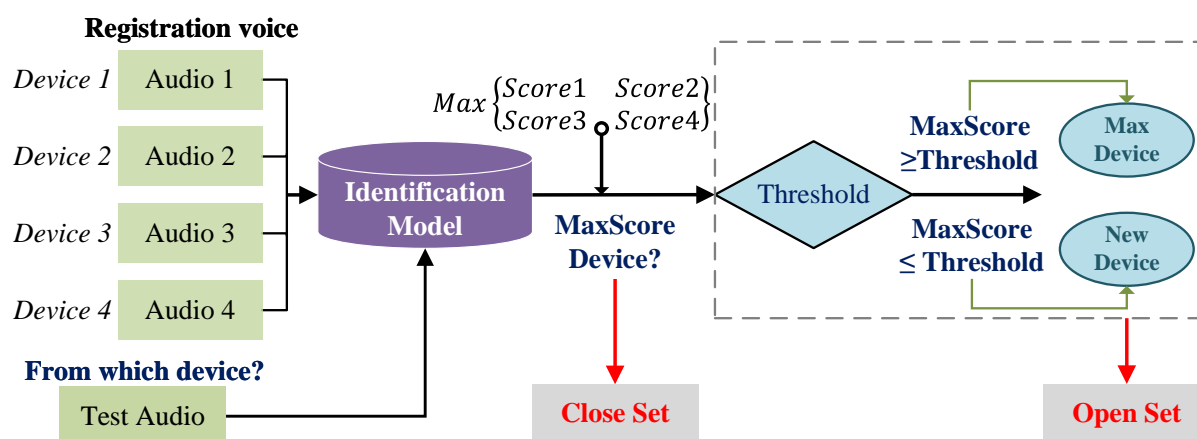 Registration voice
Device 1 Audio 1
Device 2 Audio 2
Device 3 Audio 3
Device 4 Audio 4
From which device?
Test Audio
Identification
Model
Max {Score1 Score2
Score3 Score4}
MaxScore
Device?
Close Set
Threshold
MaxScore
≥Threshold
MaxScore
≤ Threshold
Max
Device
New
Device
Open Set